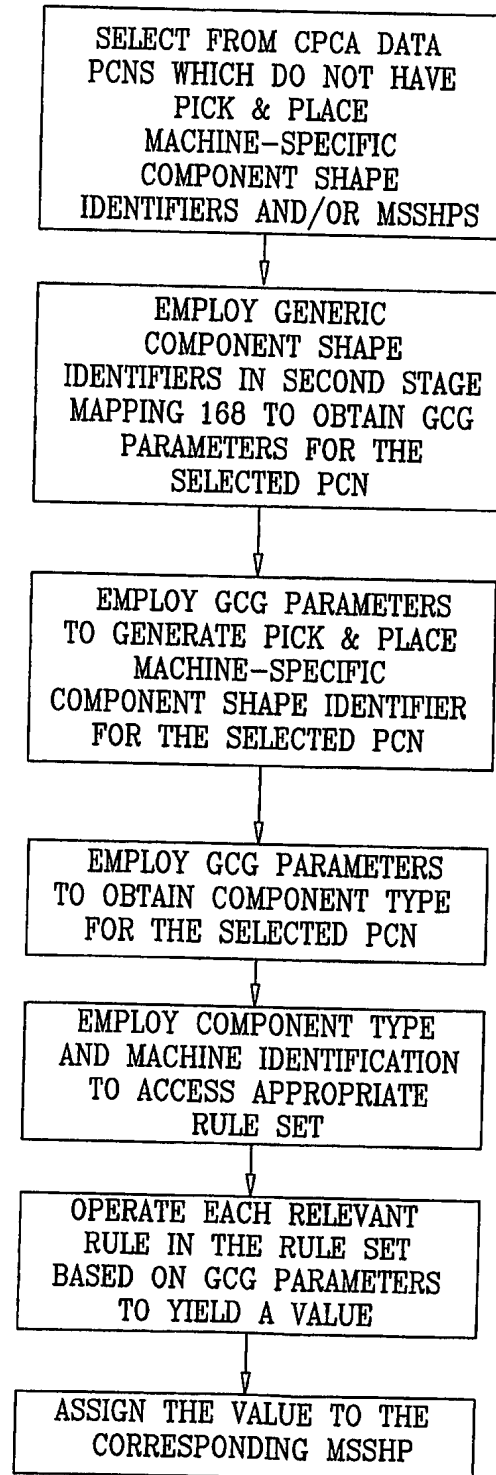 SELECT FROM CPCA DATA
PCNS WHICH DO NOT HAVE
PICK & PLACE
MACHINE-SPECIFIC
COMPONENT SHAPE
IDENTIFIERS AND/OR MSSHPS
EMPLOY GENERIC
COMPONENT SHAPE
IDENTIFIERS IN SECOND STAGE
MAPPING 168 TO OBTAIN GCG
PARAMETERS FOR THE
SELECTED PCN
EMPLOY GCG PARAMETERS
TO GENERATE PICK & PLACE
MACHINE-SPECIFIC
COMPONENT SHAPE IDENTIFIER
FOR THE SELECTED PCN
EMPLOY GCG PARAMETERS
TO OBTAIN COMPONENT TYPE
FOR THE SELECTED PCN
EMPLOY COMPONENT TYPE
AND MACHINE IDENTIFICATION
TO ACCESS APPROPRIATE
RULE SET
OPERATE EACH RELEVANT
RULE IN THE RULE SET
BASED ON GCG PARAMETERS
TO YIELD A VALUE
ASSIGN THE VALUE TO THE
CORRESPONDING MSSHP